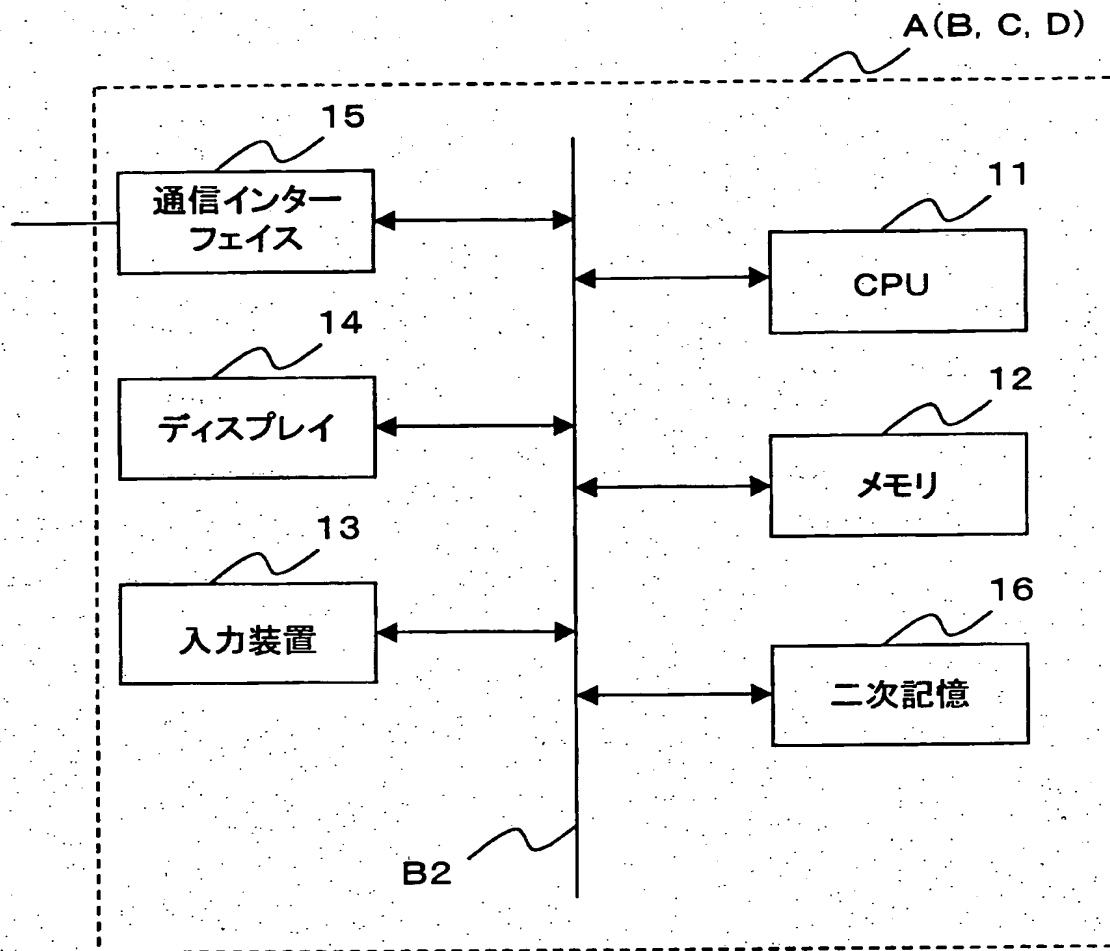 A(B, C, D)
15
通信インター
フェイス
11
CPU
14
ディスプレイ
12
メモリ
13
入力装置
16
二次記憶
B2